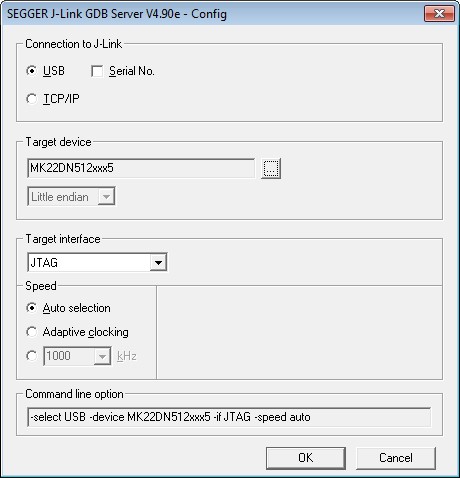 SEGGER J-Link GDB Server V4.90e - Config
Connection to J-Link
USB Serial No.
TCP/IP
Target device
MK22DN512xxx5
...
Little endian
Target interface
JTAG
Speed
Auto selection
Adaptive clocking
1000 kHz
Command line option
-select USB -device MK22DN512xxx5 -if JTAG -speed auto
OK Cancel